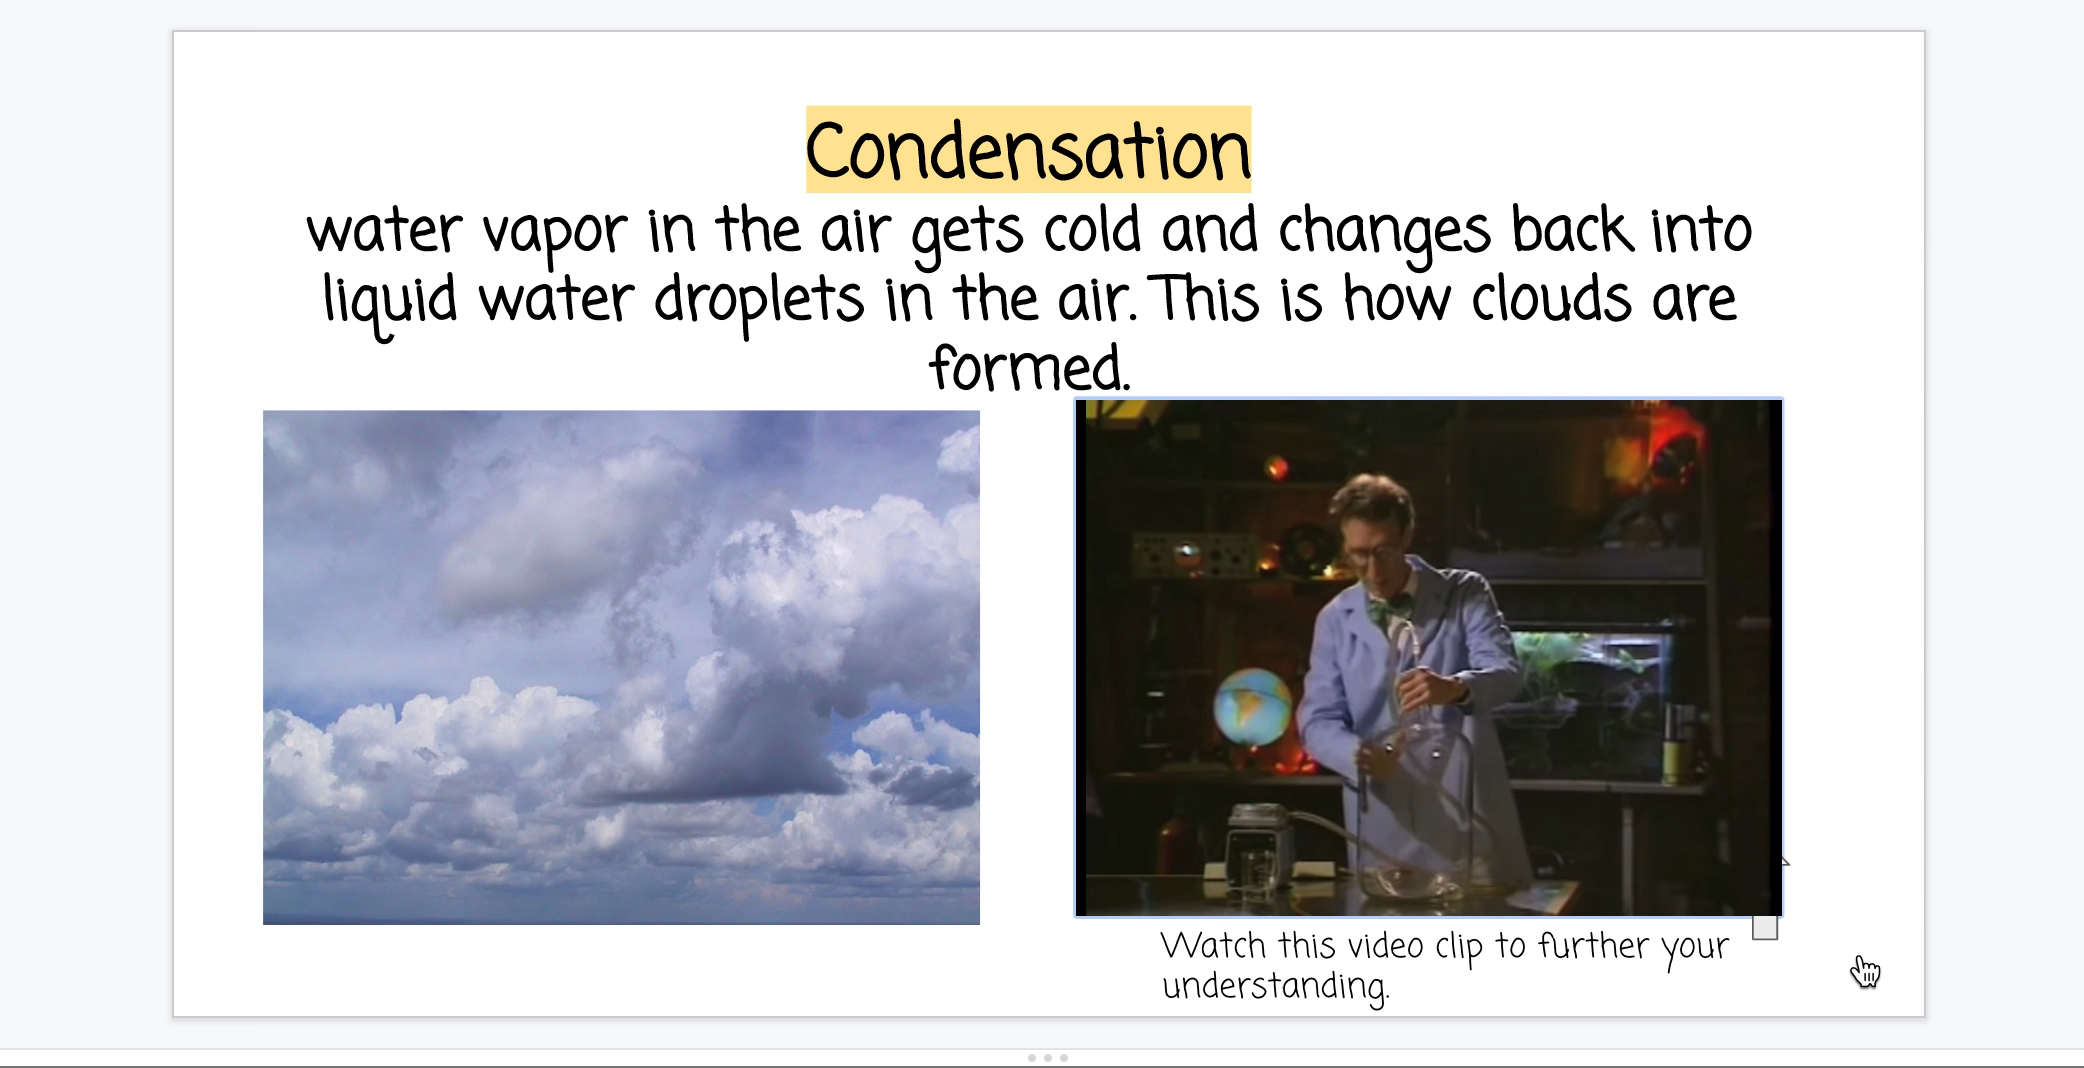 Condensation
water vapor in the air gets cold and changes back into
liquid water droplets in the air. This is how clouds are
formed.
Watch this video clip to further your
understanding.